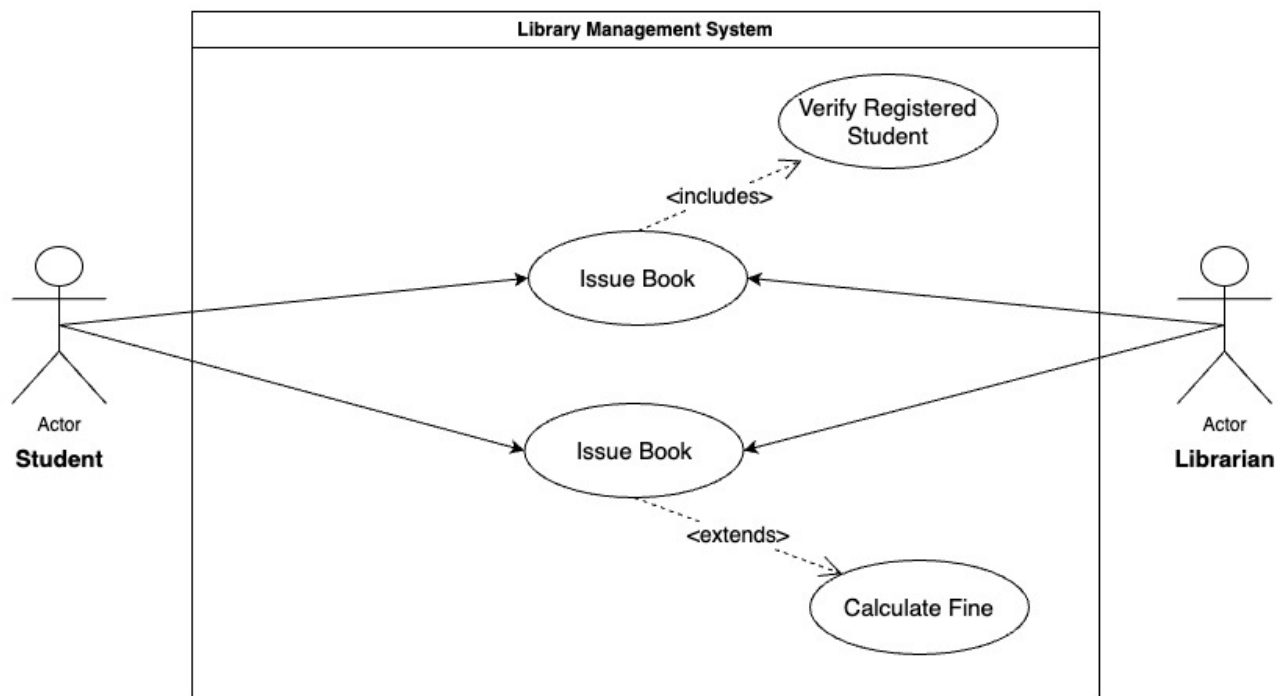 Library Management System
Verify Registered
Student
<includes>
Issue Book
Actor
Student
Actor
Librarian
Issue Book
<extends>
Calculate Fine